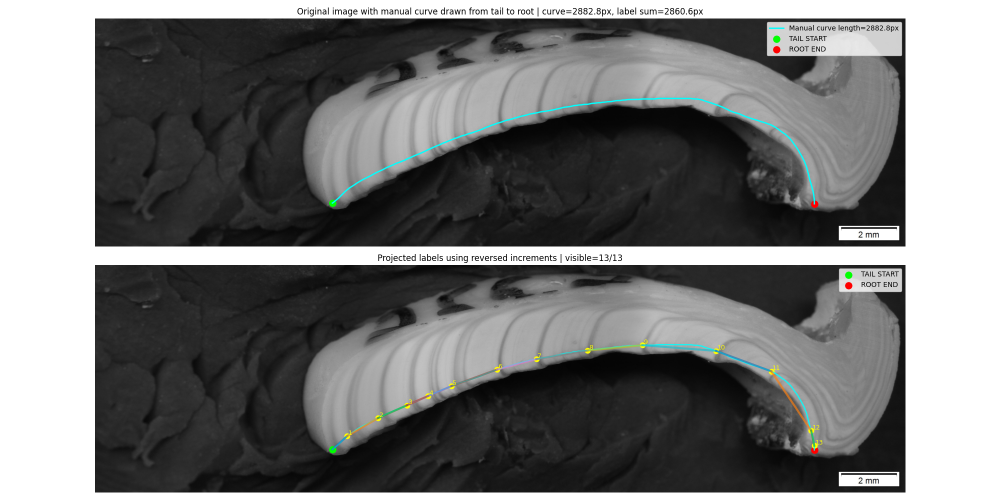 Original image with manual curve drawn from tail to root | curve=2882.8px, label sum=2860.6px
Manual curve length=2882.8px
TAIL START
ROOT END
2 mm
Projected labels using reversed increments | visible=13/13
TAIL START
ROOT END
1
2
3
4
5
6
7
8
9
10
11
12
13
2 mm